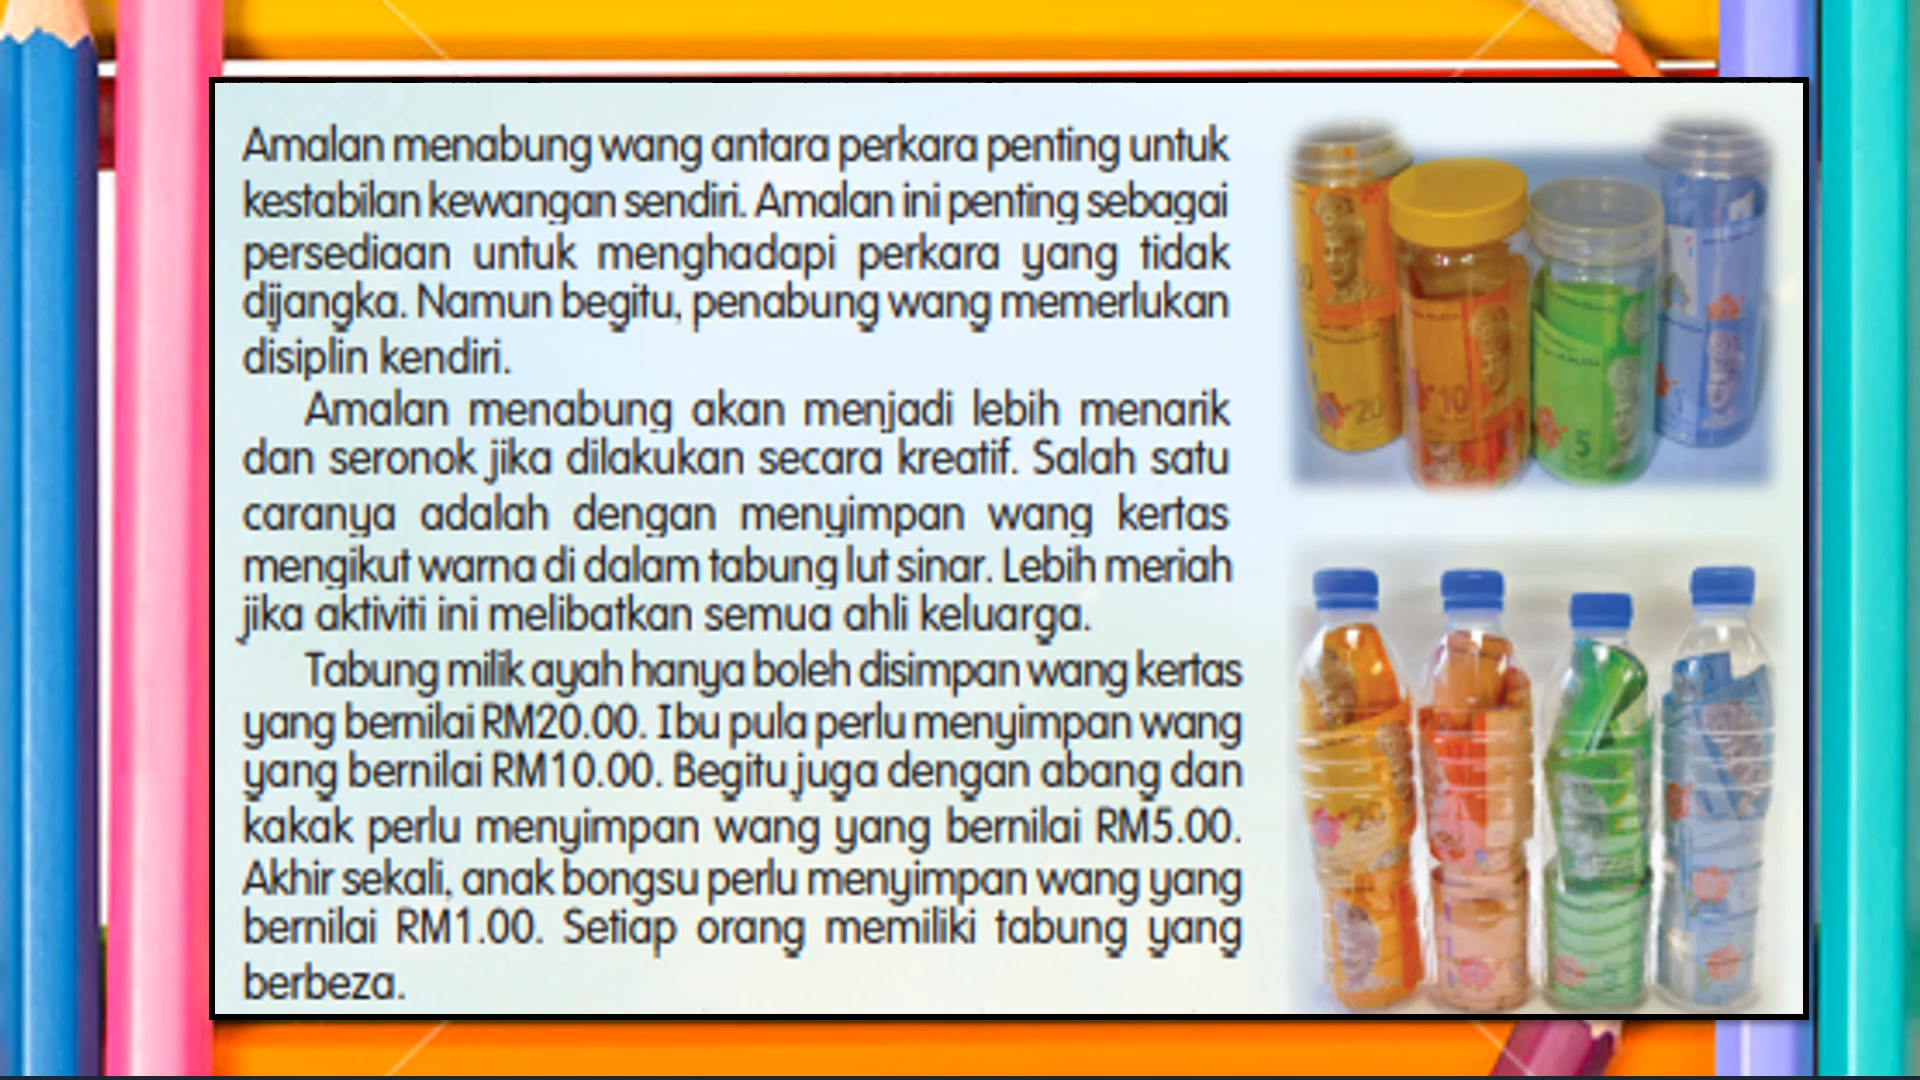 Amalan menabung wang antara perkara penting untuk
kestabilan kewangan sendiri. Amalan ini penting sebagai
persediaan untuk menghadapi perkara yang tidak
dijangka. Namun begitu, penabung wang memerlukan
disiplin kendiri.
Amalan menabung akan menjadi lebih menarik
dan seronok jika dilakukan secara kreatif. Salah satu
caranya adalah dengan menyimpan wang kertas
mengikut warna di dalam tabung lut sinar. Lebih meriah
jika aktiviti ini melibatkan semua ahli keluarga.
Tabung milik ayah hanya boleh disimpan wang kertas
yang bernilai RM20.00. Ibu pula perlu menyimpan wang
yang bernilai RM10.00. Begitu juga dengan abang dan
kakak perlu menyimpan wang yang bernilai RM5.00.
Akhir sekali, anak bongsu perlu menyimpan wang yang
bernilai RM1.00. Setiap orang memiliki tabung yang
berbeza.
20
10
5
20